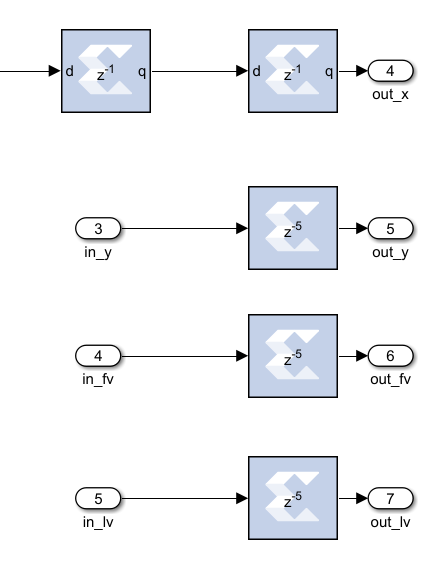 d z-1 q d z-1 q 4
out_x
3 z-5 5
in_y out_y
4 z-5 6
in_fv out_fv
5 z-5 7
in_lv out_lv